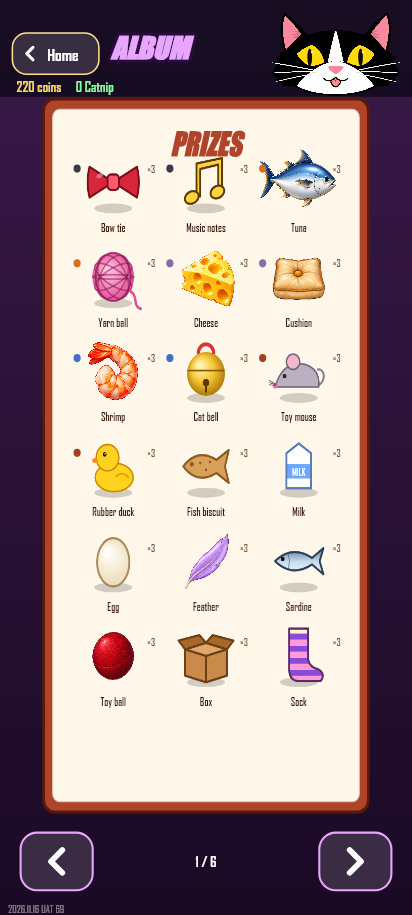 Home
ALBUM
220 coins 0 Catnip
PRIZES
×3 ×3 ×3
Bow tie Music notes Tuna
×3 ×3 ×3
Yarn ball Cheese Cushion
×3 ×3 ×3
Shrimp Cat bell Toy mouse
×3 ×3 ×3
MILK
Rubber duck Fish biscuit Milk
×3 ×3 ×3
Egg Feather Sardine
×3 ×3 ×3
Toy ball Box Sock
1 / 6
2026.11.16 UAT 69